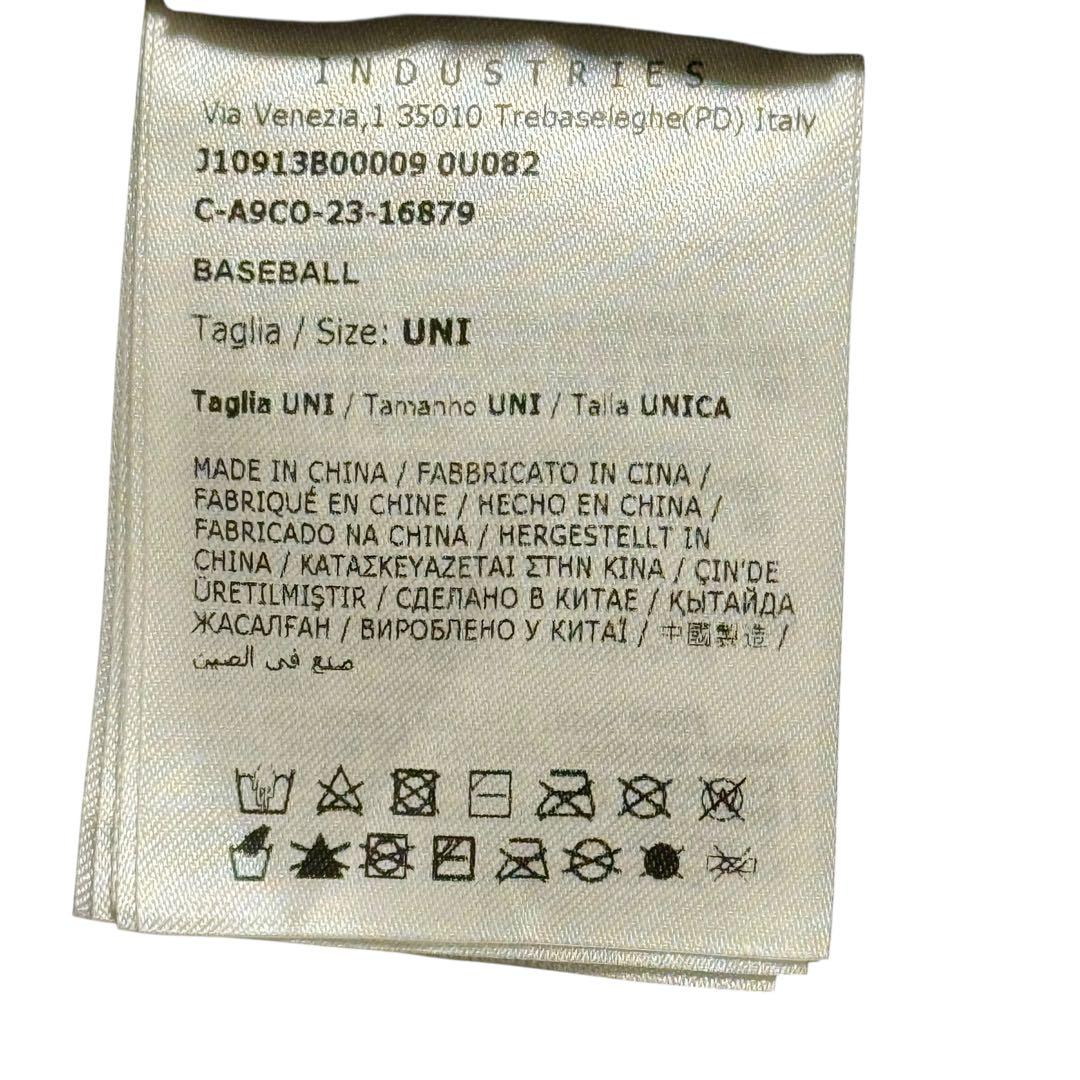 INDUSTRIES
Via Venezia,1 35010 Trebaseleghe(PD) Italy
J10913B00009 0U082
C-A9CO-23-16879
BASEBALL
Taglia / Size: UNI
Taglia UNI / Tamanho UNI / Talla UNICA
MADE IN CHINA / FABBRICATO IN CINA /
FABRIQUÉ EN CHINE / HECHO EN CHINA /
FABRICADO NA CHINA / HERGESTELLT IN
CHINA / ΚΑΤΑΣΚΕΥΑΖΕΤΑΙ ΣΤΗΝ ΚΙΝΑ / ÇIN'DE
ÜRETILMIŞTIR / СДЕЛАНО В КИТАЕ / ҚЫТАЙДА
ЖАСАЛҒАН / ВИРОБЛЕНО У КИТАЇ / 中國製造 /
صنع في الصين